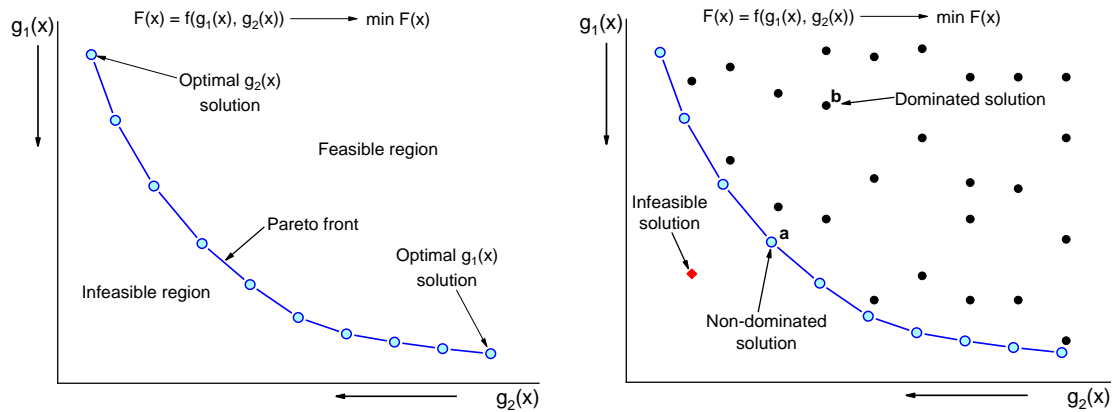 F(x) = f(g₁(x), g₂(x)) → min F(x)
g₁(x)
Optimal g₂(x)
solution
Feasible region
Pareto front
Optimal g₁(x)
solution
Infeasible region
g₂(x)
F(x) = f(g₁(x), g₂(x)) → min F(x)
g₁(x)
b
Dominated solution
Infeasible
solution
a
Non-dominated
solution
g₂(x)